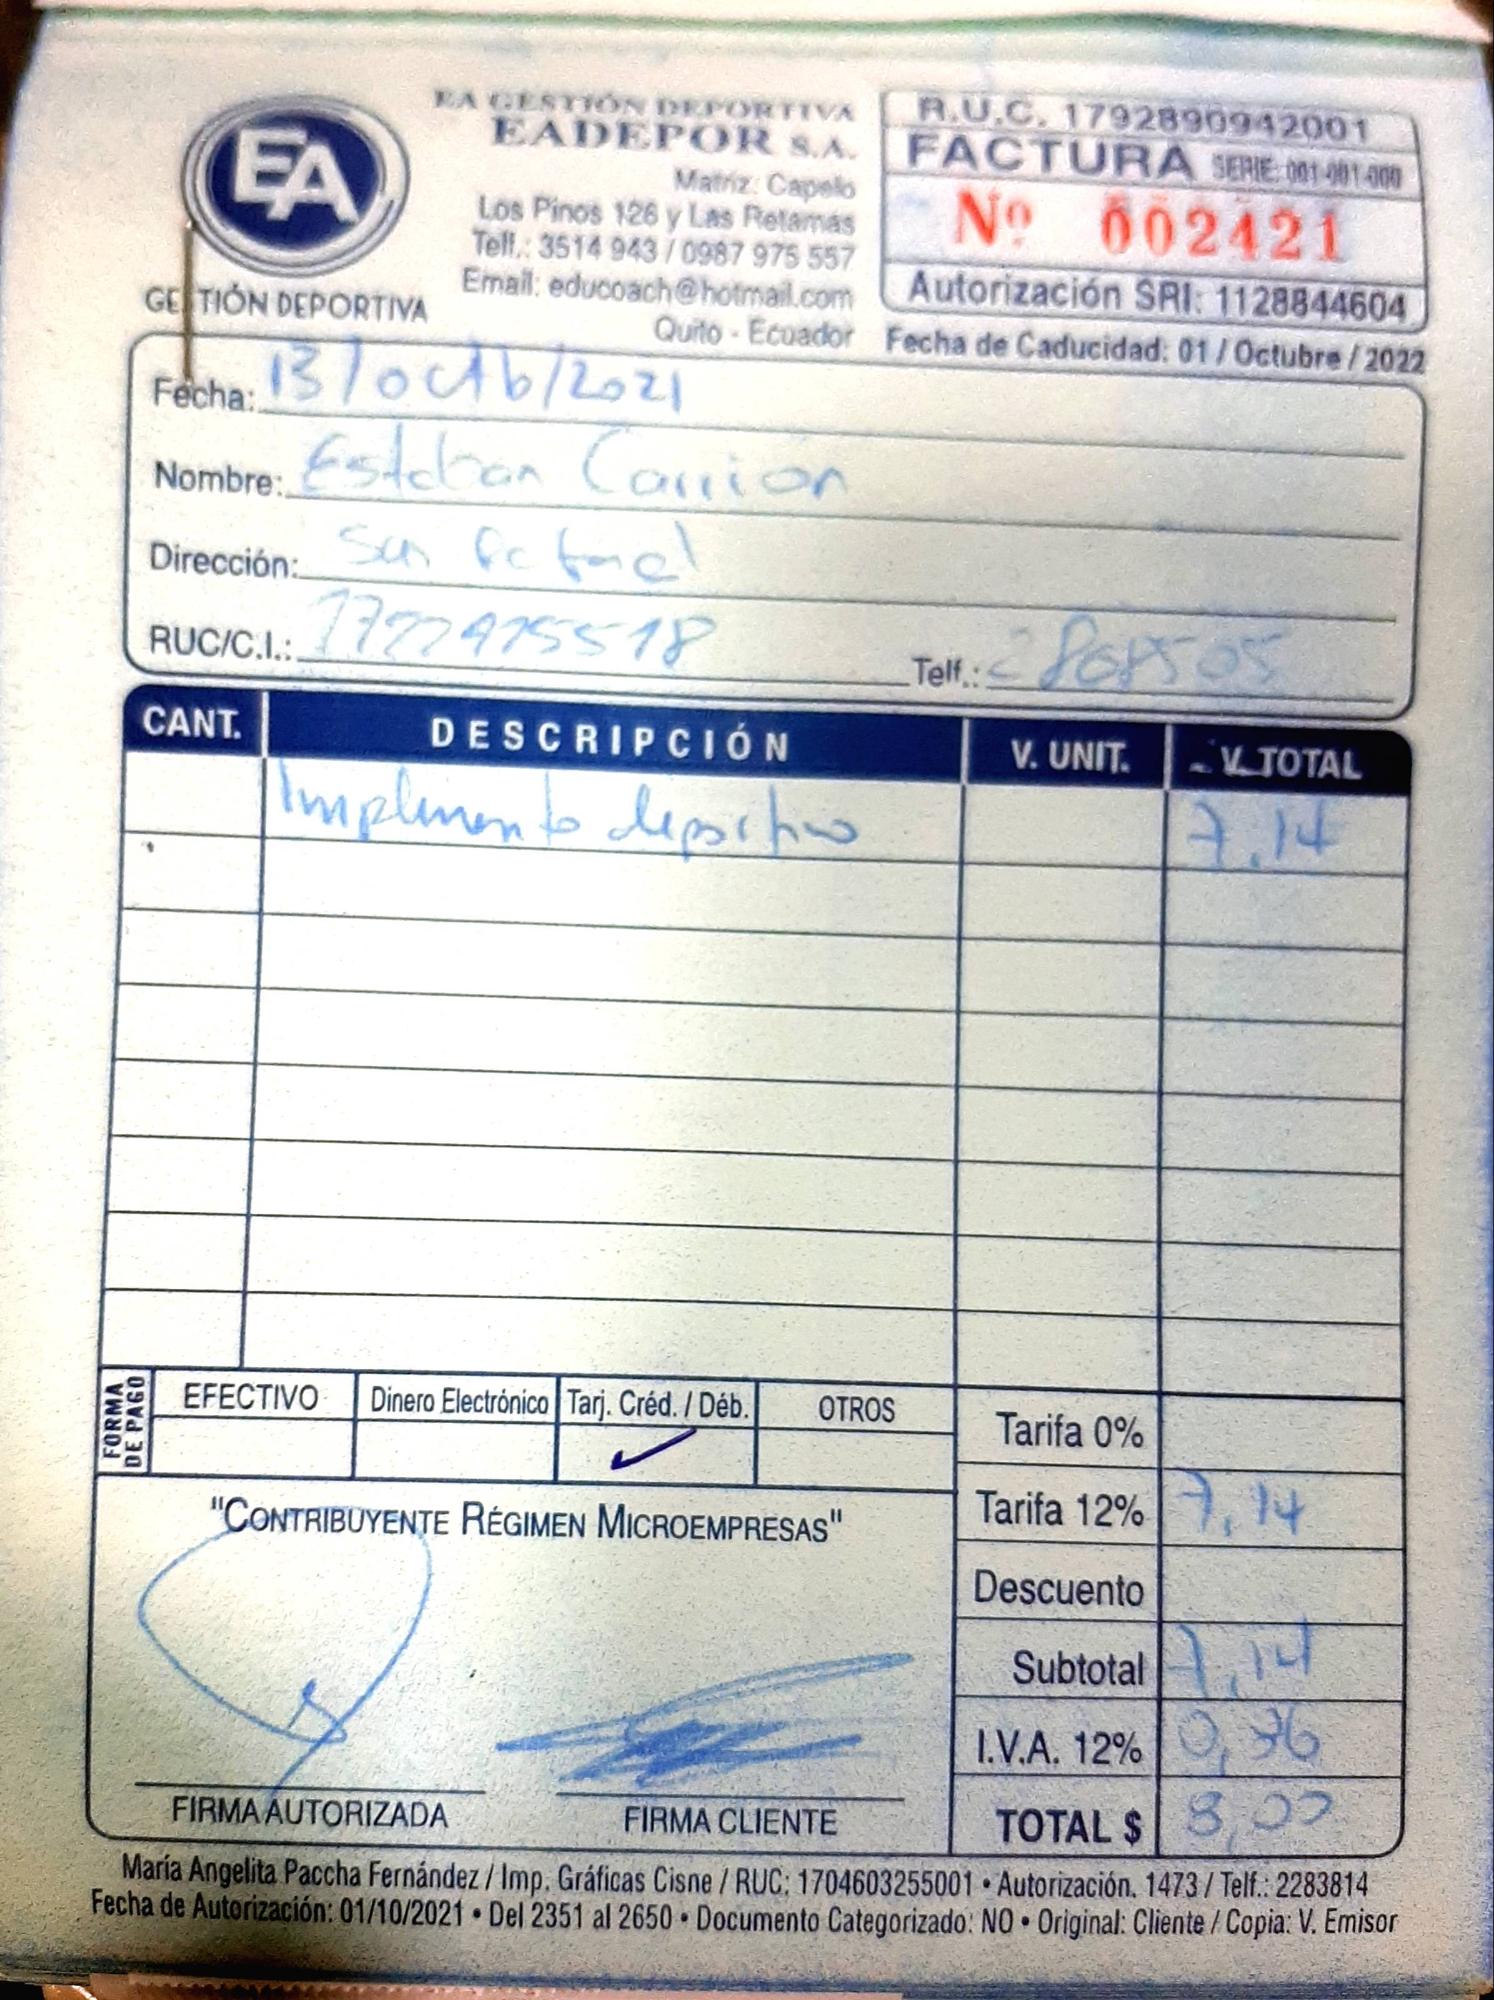 EA
GESTIÓN DEPORTIVA
EA GESTIÓN DEPORTIVA
EADEPOR S.A.
Matriz: Capelo
Los Pinos 126 y Las Retamas
Telf.: 3514 943 / 0987 975 557
Email: educoach@hotmail.com
Quito - Ecuador
R.U.C. 1792890942001
FACTURA SERIE: 001-001-000
Nº 002421
Autorización SRI: 1128844604
Fecha de Caducidad: 01 / Octubre / 2022
Fecha: 13/octb/2021
Nombre: Esteban Carrion
Dirección: San Rafael
RUC/C.I.: Telf.:
CANT. DESCRIPCIÓN V. UNIT. V. TOTAL
Implemento deportivo 7,14
FORMA DE PAGO
EFECTIVO Dinero Electrónico Tarj. Créd. / Déb. OTROS
Tarifa 0%
Tarifa 12% 7,14
Descuento
Subtotal 7,14
I.V.A. 12%
TOTAL $ 8,00
"CONTRIBUYENTE RÉGIMEN MICROEMPRESAS"
FIRMA AUTORIZADA FIRMA CLIENTE
María Angelita Paccha Fernández / Imp. Gráficas Cisne / RUC: 1704603255001 • Autorización. 1473 / Telf.: 2283814
Fecha de Autorización: 01/10/2021 • Del 2351 al 2650 • Documento Categorizado: NO • Original: Cliente / Copia: V. Emisor